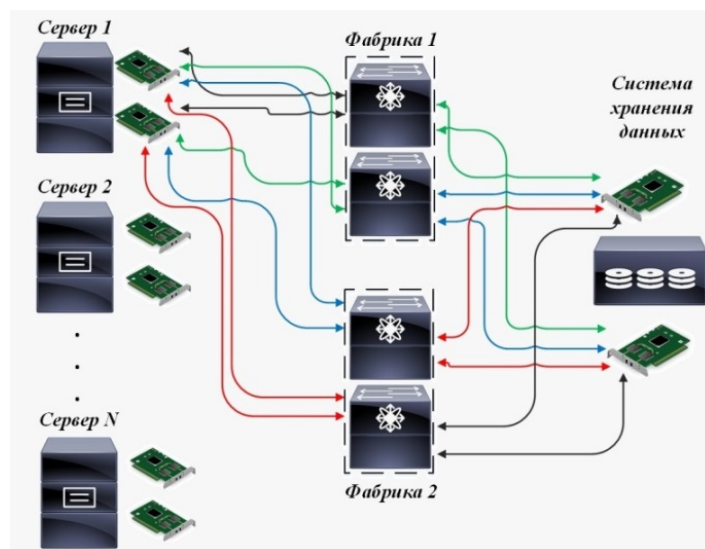 Сервер 1
Фабрика 1
Система
хранения
данных
Сервер 2
.
.
.
Сервер N
Фабрика 2